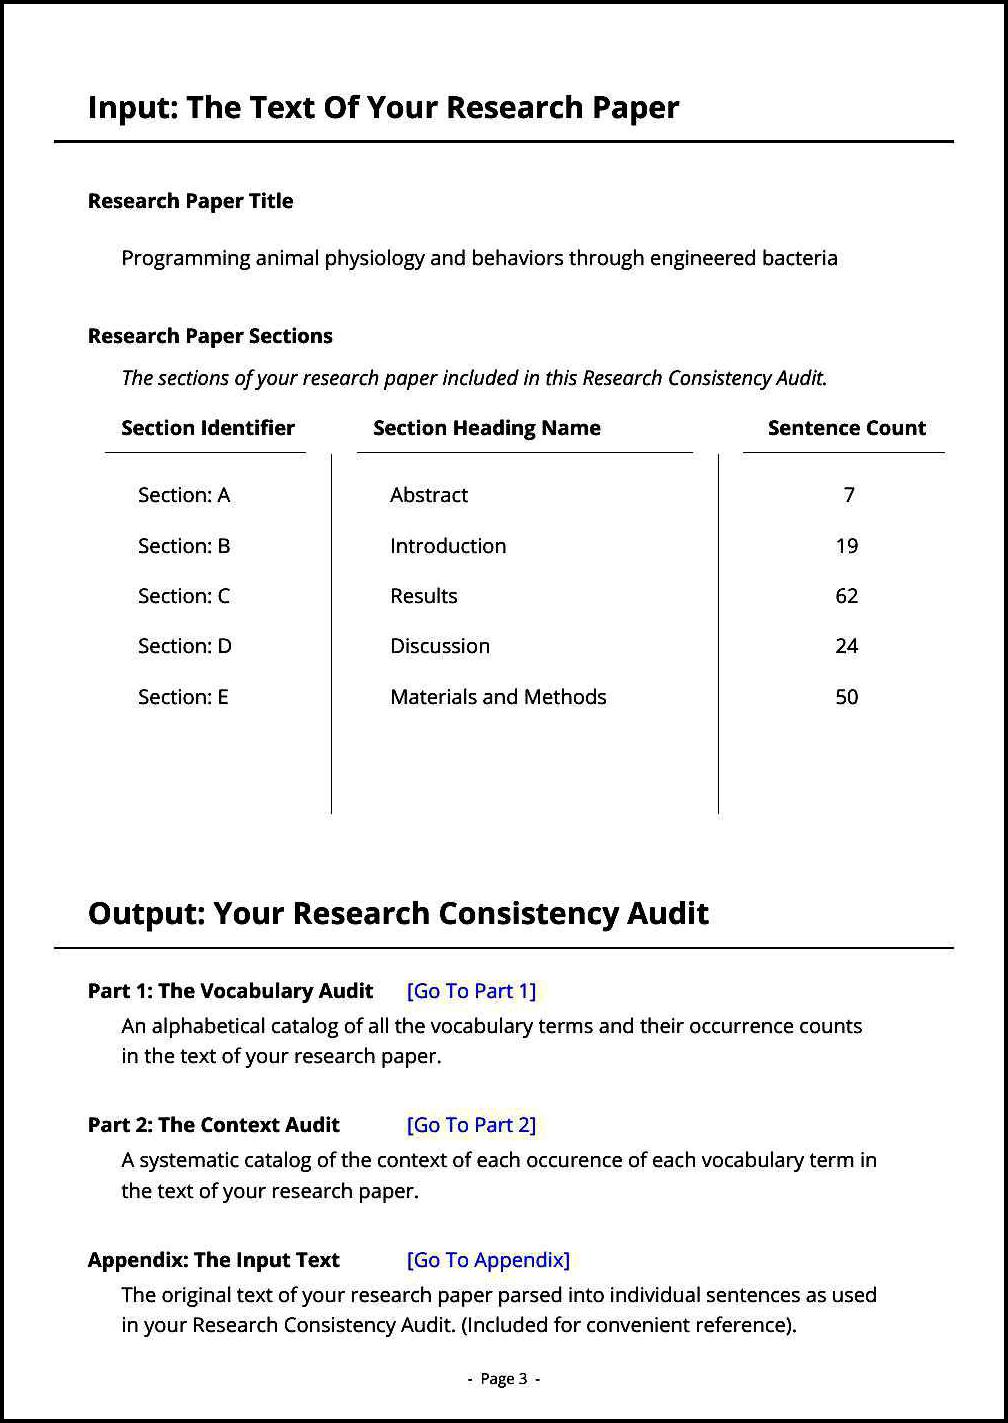 Input: The Text Of Your Research Paper
Research Paper Title
Programming animal physiology and behaviors through engineered bacteria
Research Paper Sections
The sections of your research paper included in this Research Consistency Audit.
Section Identifier Section Heading Name Sentence Count
Section: A Abstract 7
Section: B Introduction 19
Section: C Results 62
Section: D Discussion 24
Section: E Materials and Methods 50
Output: Your Research Consistency Audit
Part 1: The Vocabulary Audit [Go To Part 1]
An alphabetical catalog of all the vocabulary terms and their occurrence counts
in the text of your research paper.
Part 2: The Context Audit [Go To Part 2]
A systematic catalog of the context of each occurence of each vocabulary term in
the text of your research paper.
Appendix: The Input Text [Go To Appendix]
The original text of your research paper parsed into individual sentences as used
in your Research Consistency Audit. (Included for convenient reference).
- Page 3 -